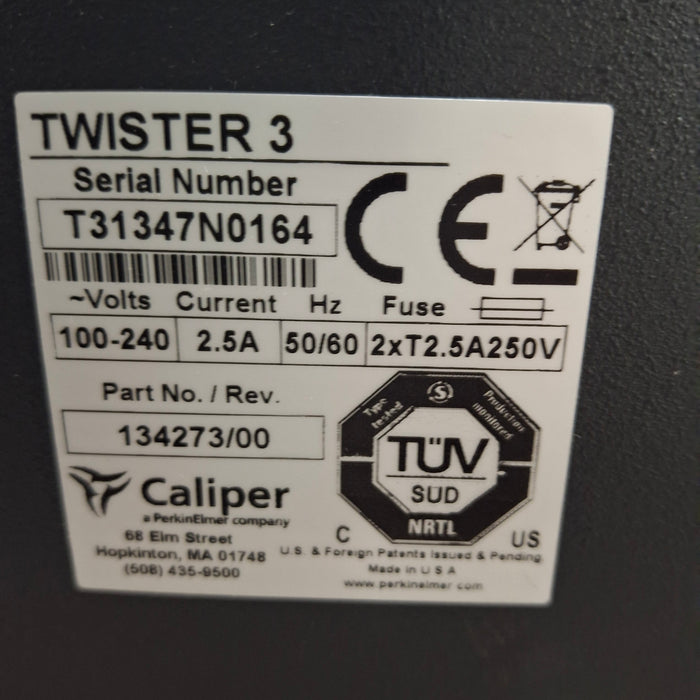 TWISTER 3
Serial Number
T31347N0164
CE
~Volts Current Hz Fuse
100-240 2.5A 50/60 2xT2.5A250V
Part No. / Rev.
134273/00
Type tested
S
Production monitored
TÜV
SUD
NRTL
C US
Caliper
a PerkinElmer company
68 Elm Street
Hopkinton, MA 01748
(508) 435-9500
U.S. & Foreign Patents Issued & Pending
Made in U S A
www.perkinelmer.com